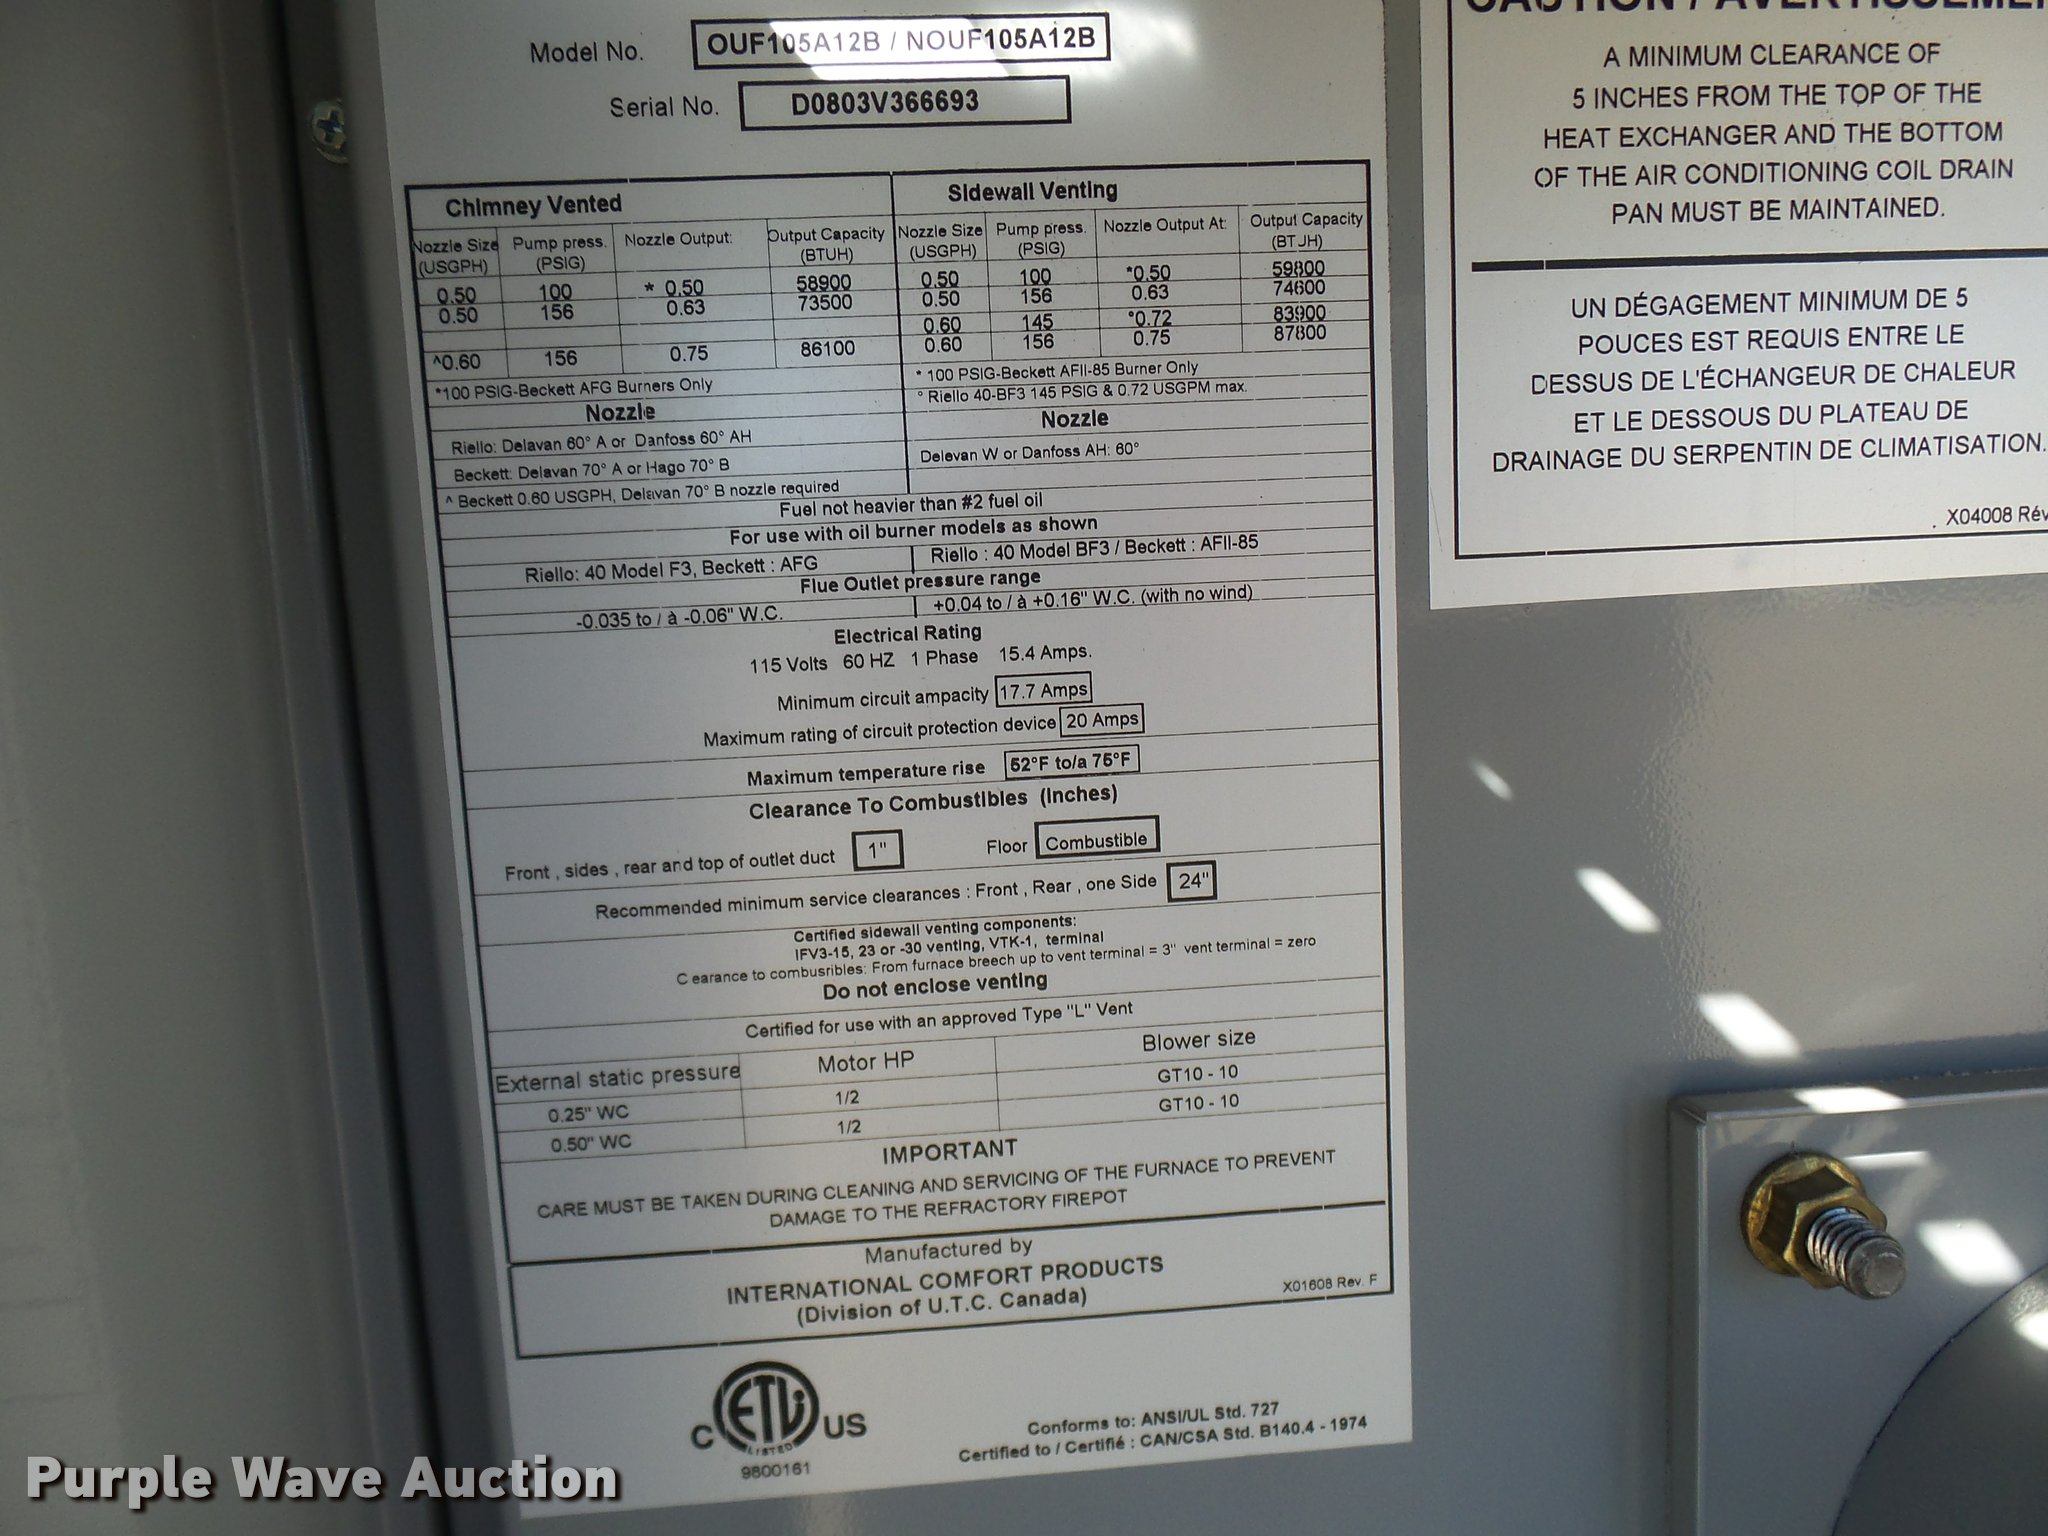 Model No. OUF105A12B / NOUF105A12B
Serial No. D0803V366693
Chimney Vented
Nozzle Size Pump press. Nozzle Output: Output Capacity
(USGPH) (PSIG) (BTUH)
0.50 100 * 0.50 58900
0.50 156 0.63 73500
^0.60 156 0.75 86100
*100 PSIG-Beckett AFG Burners Only
Nozzle
Riello: Delavan 60° A or Danfoss 60° AH
Beckett: Delavan 70° A or Hago 70° B
^ Beckett 0.60 USGPH, Delavan 70° B nozzle required
Sidewall Venting
Nozzle Size Pump press. Nozzle Output At: Output Capacity
(USGPH) (PSIG) (BTUH)
0.50 100 *0.50 59800
0.50 156 0.63 74600
0.60 145 °0.72 83900
0.60 156 0.75 87800
* 100 PSIG-Beckett AFII-85 Burner Only
° Riello 40-BF3 145 PSIG & 0.72 USGPM max.
Nozzle
Delevan W or Danfoss AH: 60°
Fuel not heavier than #2 fuel oil
For use with oil burner models as shown
Riello: 40 Model F3, Beckett : AFG Riello : 40 Model BF3 / Beckett : AFII-85
Flue Outlet pressure range
-0.035 to / à -0.06" W.C. +0.04 to / à +0.16" W.C. (with no wind)
Electrical Rating
115 Volts 60 HZ 1 Phase 15.4 Amps.
Minimum circuit ampacity 17.7 Amps
Maximum rating of circuit protection device 20 Amps
Maximum temperature rise 52°F to/a 75°F
Clearance To Combustibles (Inches)
Front , sides , rear and top of outlet duct 1" Floor Combustible
Recommended minimum service clearances : Front , Rear , one Side 24"
Certified sidewall venting components:
IFV3-15, 23 or -30 venting, VTK-1, terminal
C earance to combusribles: From furnace breech up to vent terminal = 3" vent terminal = zero
Do not enclose venting
Certified for use with an approved Type "L" Vent
External static pressure Motor HP Blower size
0.25" WC 1/2 GT10 - 10
0.50" WC 1/2 GT10 - 10
IMPORTANT
CARE MUST BE TAKEN DURING CLEANING AND SERVICING OF THE FURNACE TO PREVENT
DAMAGE TO THE REFRACTORY FIREPOT
Manufactured by
INTERNATIONAL COMFORT PRODUCTS
(Division of U.T.C. Canada)
X01608 Rev. F
C ETL US
LISTED
9800161
Conforms to: ANSI/UL Std. 727
Certified to / Certifié : CAN/CSA Std. B140.4 - 1974
CAUTION / AVERTISSEMENT
A MINIMUM CLEARANCE OF
5 INCHES FROM THE TOP OF THE
HEAT EXCHANGER AND THE BOTTOM
OF THE AIR CONDITIONING COIL DRAIN
PAN MUST BE MAINTAINED.
UN DÉGAGEMENT MINIMUM DE 5
POUCES EST REQUIS ENTRE LE
DESSUS DE L'ÉCHANGEUR DE CHALEUR
ET LE DESSOUS DU PLATEAU DE
DRAINAGE DU SERPENTIN DE CLIMATISATION.
X04008 Rév
Purple Wave Auction